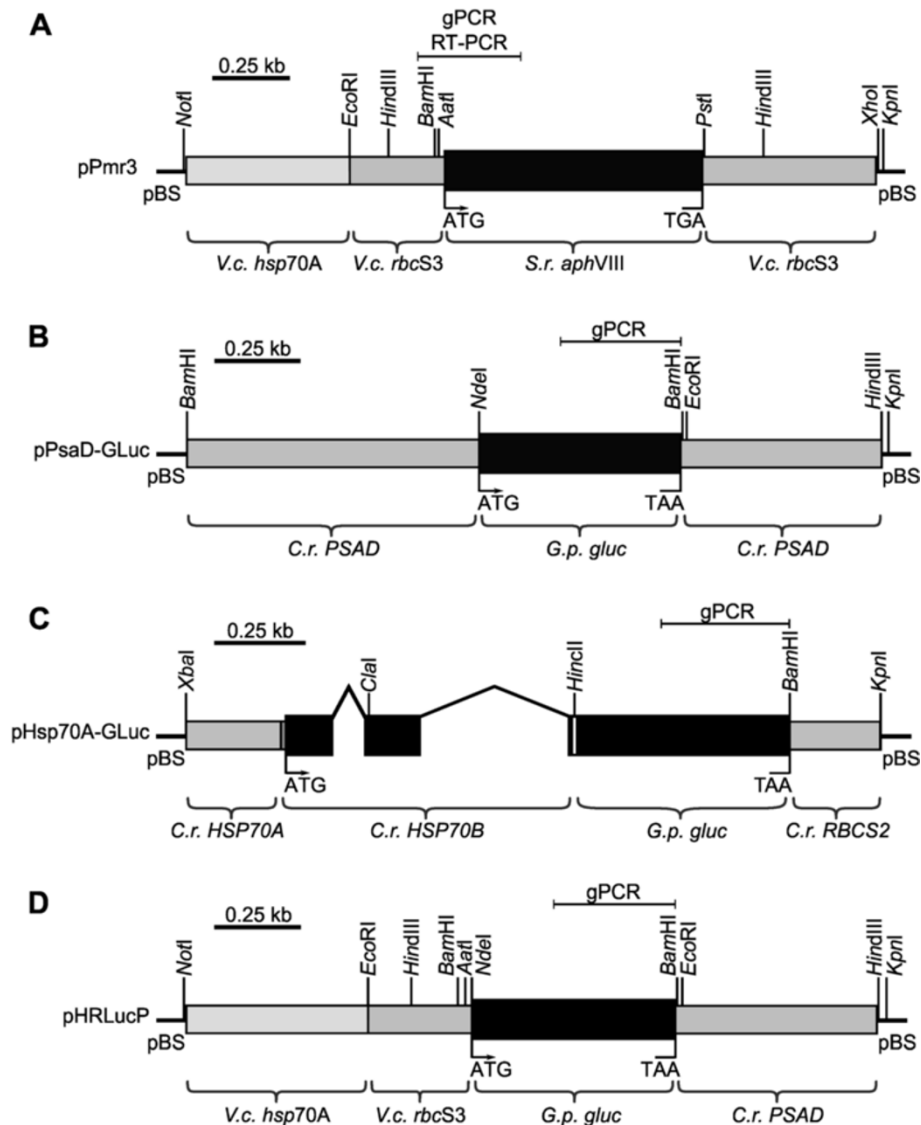 A
gPCR
RT-PCR
0.25 kb
NotI EcoRI HindIII BamHI AatI PstI HindIII XhoI KpnI
pPmr3
pBS pBS
ATG TGA
V.c. hsp70A V.c. rbcS3 S.r. aphVIII V.c. rbcS3
B
gPCR
0.25 kb
BamHI NdeI BamHI EcoRI HindIII KpnI
pPsaD-GLuc
pBS pBS
ATG TAA
C.r. PSAD G.p. gluc C.r. PSAD
C
gPCR
0.25 kb
XbaI ClaI HincII BamHI KpnI
pHsp70A-GLuc
pBS pBS
ATG TAA
C.r. HSP70A C.r. HSP70B G.p. gluc C.r. RBCS2
D
gPCR
0.25 kb
NotI EcoRI HindIII BamHI AatI NdeI BamHI EcoRI HindIII KpnI
pHRLucP
pBS pBS
ATG TAA
V.c. hsp70A V.c. rbcS3 G.p. gluc C.r. PSAD